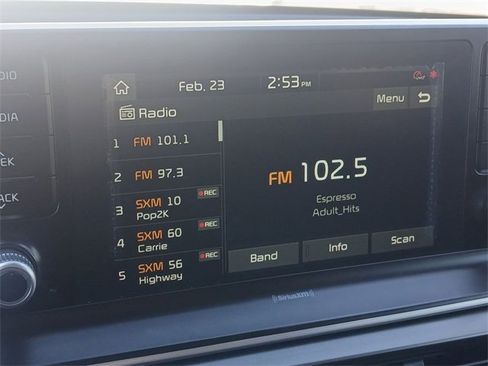 Feb. 23 2:53 PM
Radio
Menu
1 FM 101.1
2 FM 97.3
3 SXM 10 REC
Pop2K
4 SXM 60 REC
Carrie
5 SXM 56 REC
Highway
FM 102.5
Espresso
Adult_Hits
Band Info Scan
SiriusXM
ADIO
DIA
EK
ACK